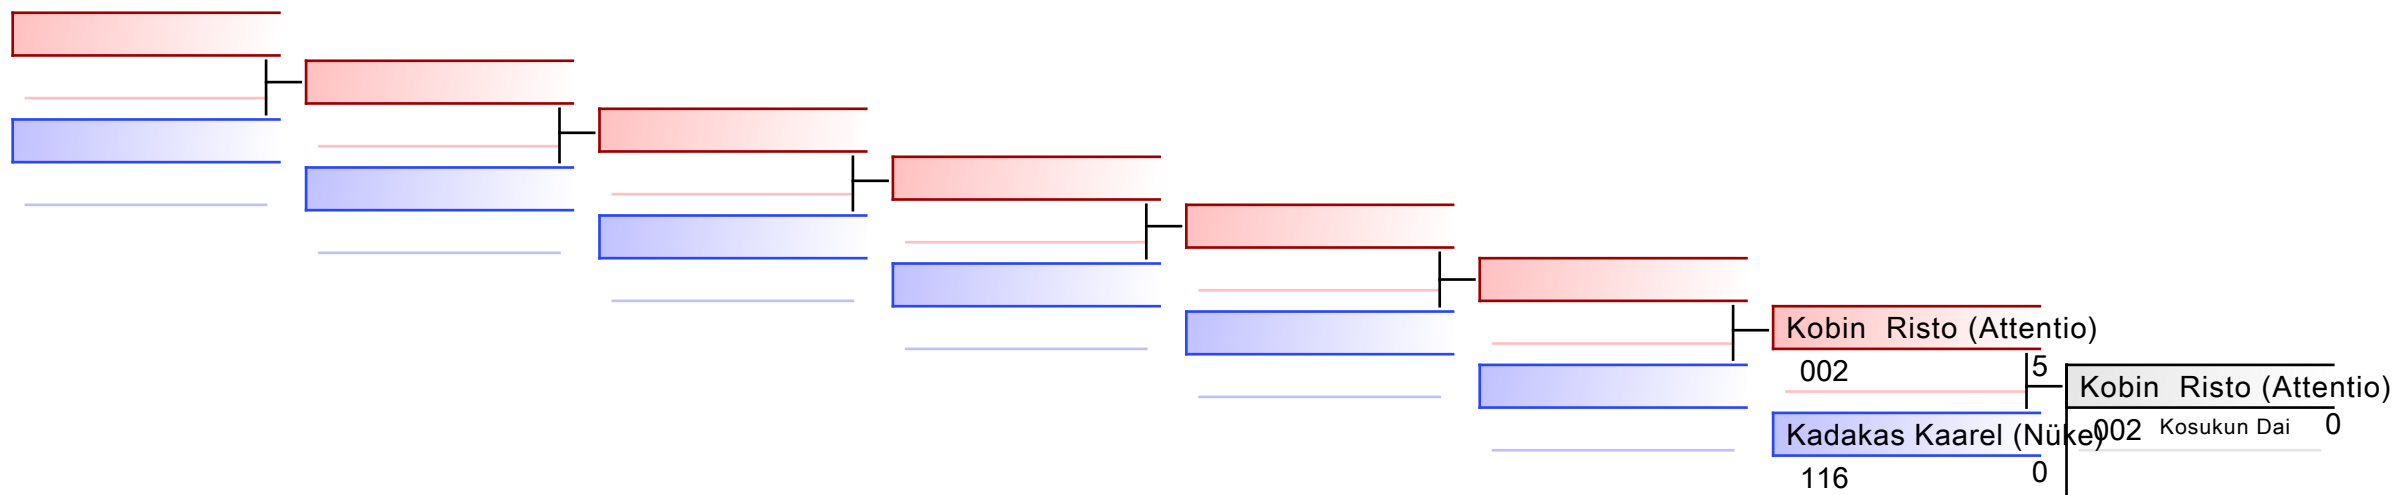 Kobin Risto (Attentio)
002 5
Kobin Risto (Attentio)
002 Kosukun Dai 0
Kadakas Kaarel (Nüke)
116 0